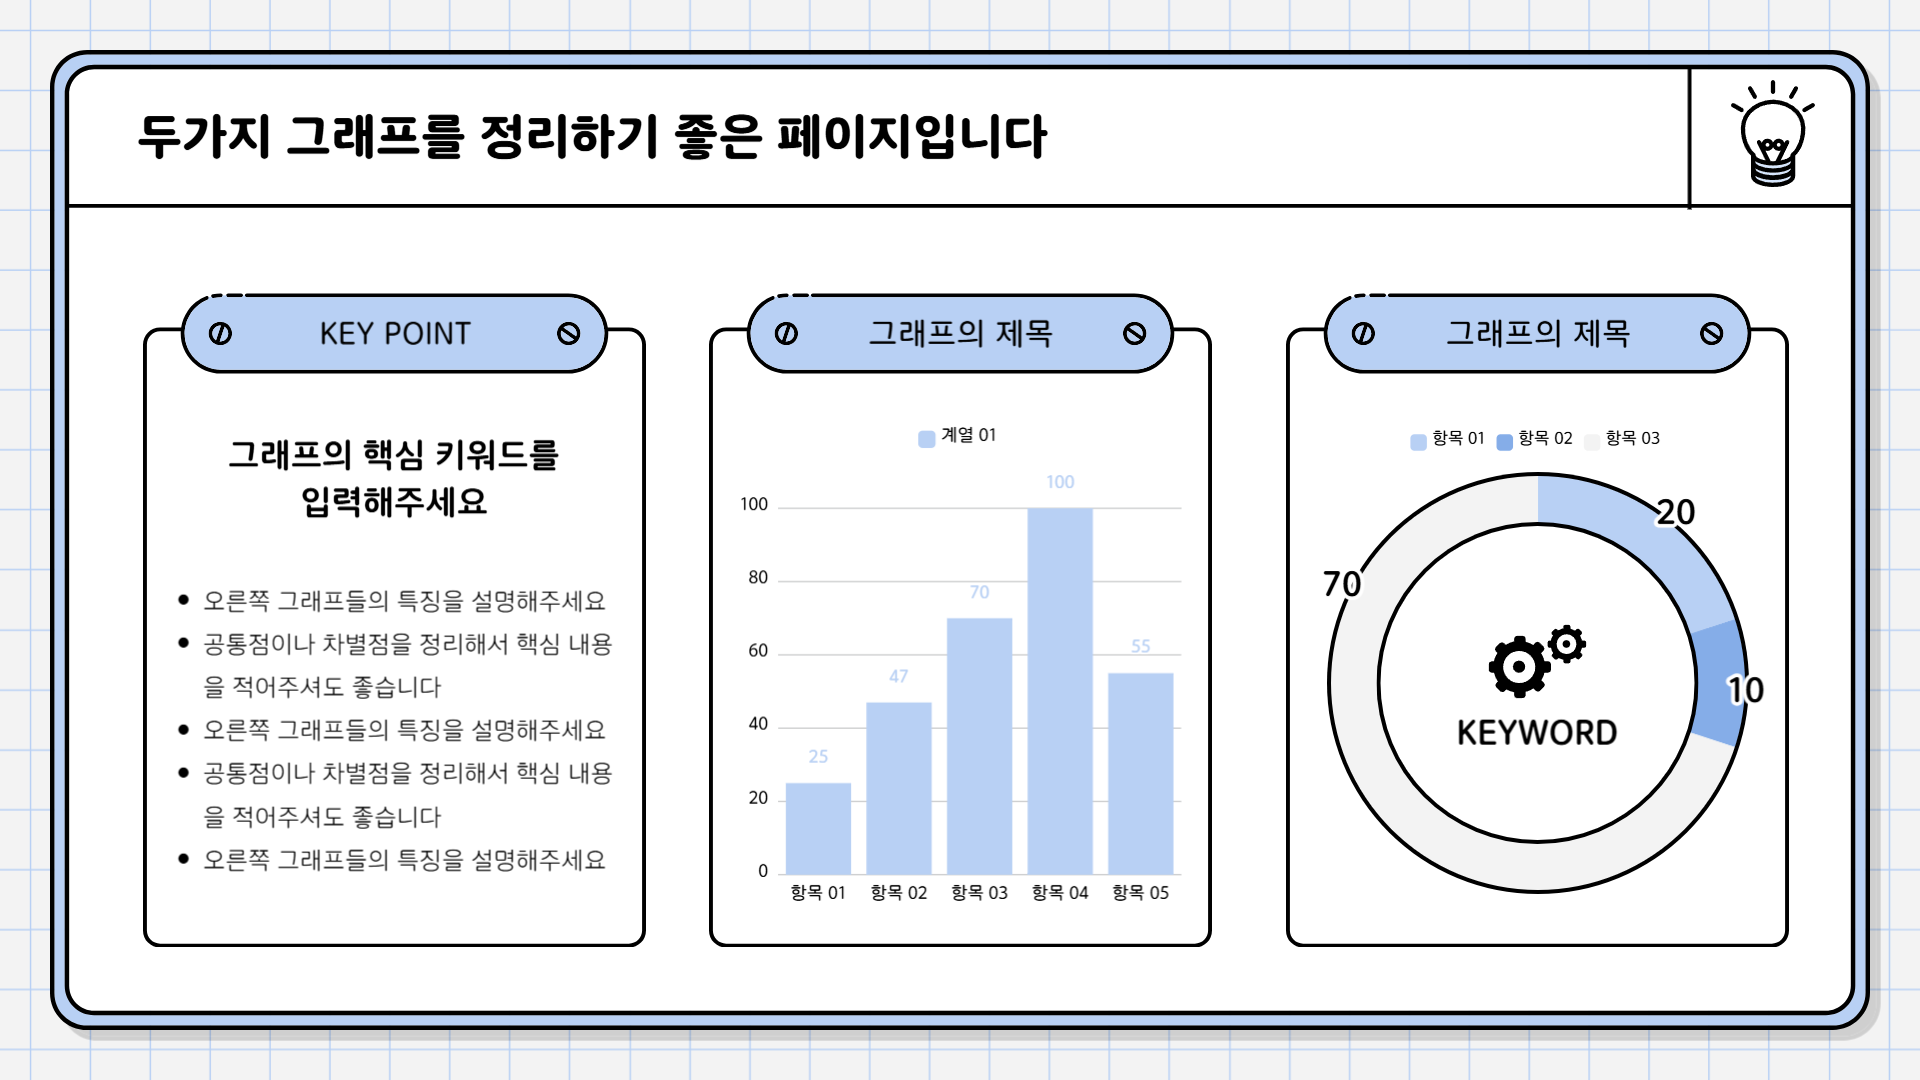 두가지 그래프를 정리하기 좋은 페이지입니다
KEY POINT
그래프의 핵심 키워드를
입력해주세요
• 오른쪽 그래프들의 특징을 설명해주세요
• 공통점이나 차별점을 정리해서 핵심 내용
을 적어주셔도 좋습니다
• 오른쪽 그래프들의 특징을 설명해주세요
• 공통점이나 차별점을 정리해서 핵심 내용
을 적어주셔도 좋습니다
• 오른쪽 그래프들의 특징을 설명해주세요
그래프의 제목
계열 01
100
100
80
70
60
55
47
40
25
20
0
항목 01 항목 02 항목 03 항목 04 항목 05
그래프의 제목
항목 01 항목 02 항목 03
20
70
10
KEYWORD